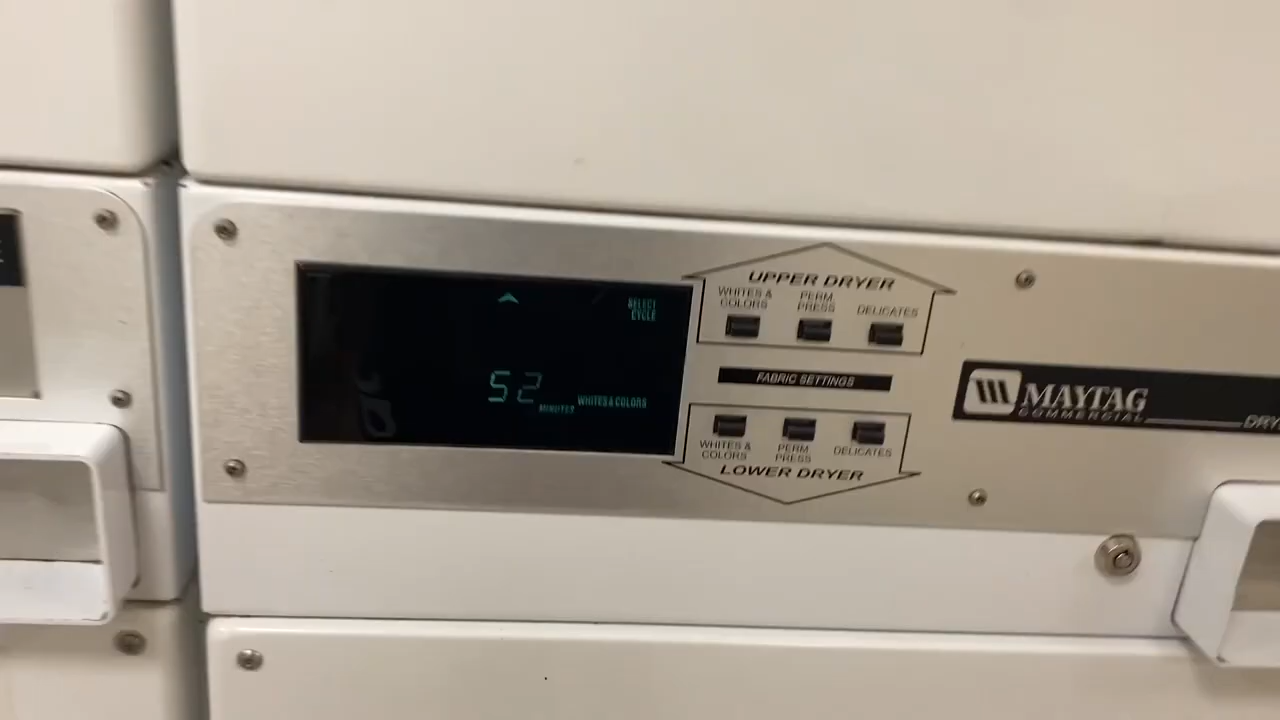 UPPER DRYER
WHITES & COLORS
PERM. PRESS
DELICATES
SELECT CYCLE
52 MINUTES WHITES & COLORS
FABRIC SETTINGS
MAYTAG
COMMERCIAL
WHITES & COLORS
PERM. PRESS
DELICATES
LOWER DRYER